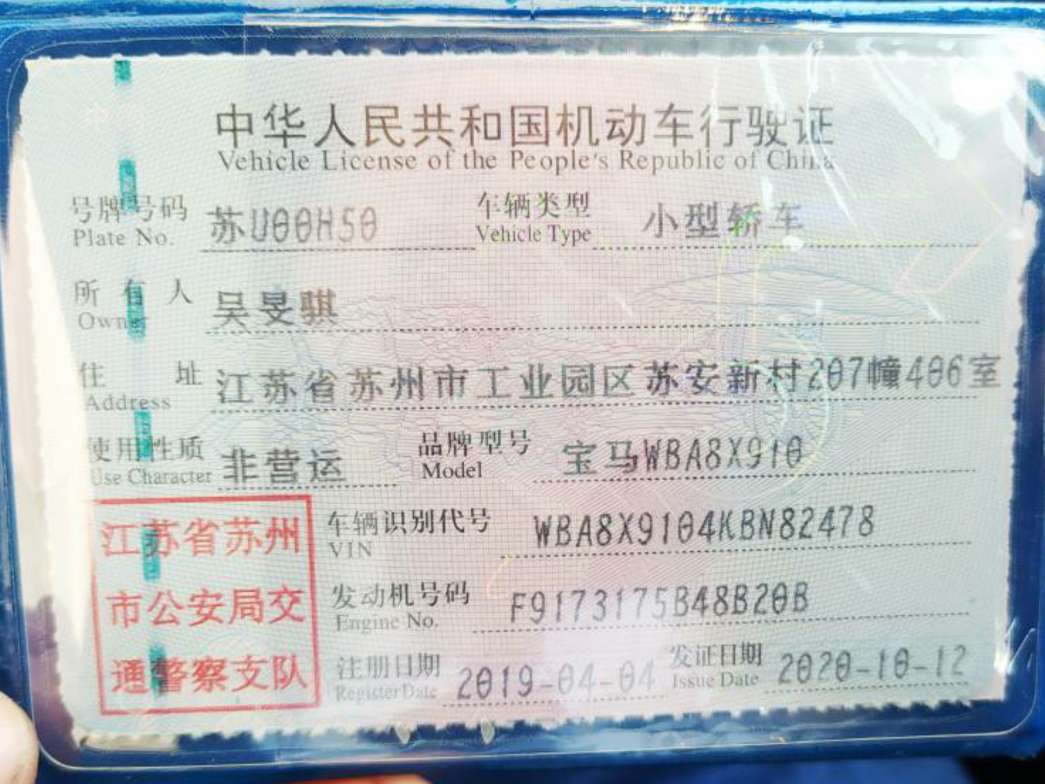 中华人民共和国机动车行驶证
Vehicle License of the People's Republic of China
号牌号码 苏U00H50 车辆类型 小型轿车
Plate No. Vehicle Type
所有人 吴旻骐
Owner
住址 江苏省苏州市工业园区苏安新村207幢406室
Address
使用性质 非营运 品牌型号 宝马WBA8X910
Use Character Model
车辆识别代号 WBA8X9104KBN82478
VIN
发动机号码 F9173175B48B20B
Engine No.
注册日期 2019-04-04 发证日期 2020-10-12
Register Date Issue Date
江苏省苏州
市公安局交
通警察支队